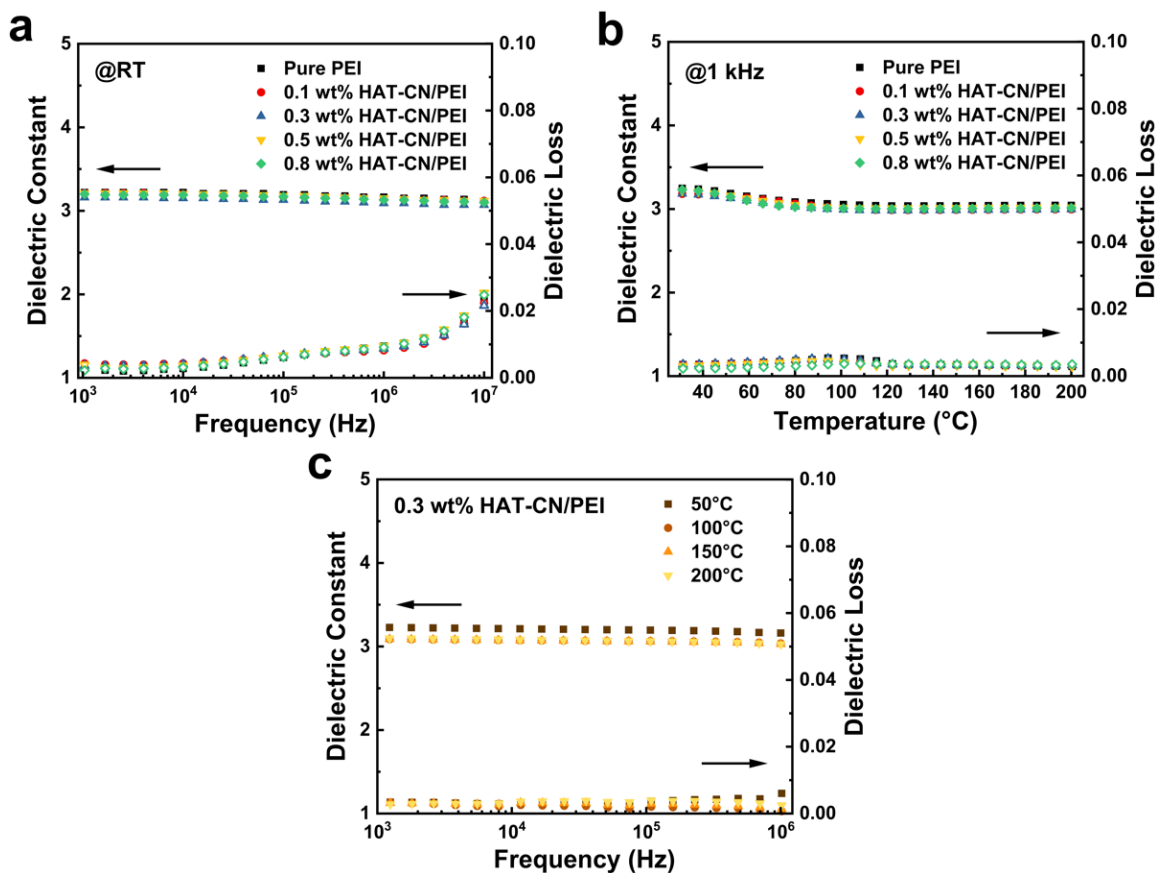 a
@RT
Pure PEI
0.1 wt% HAT-CN/PEI
0.3 wt% HAT-CN/PEI
0.5 wt% HAT-CN/PEI
0.8 wt% HAT-CN/PEI
Dielectric Constant
5
4
3
2
1
Dielectric Loss
0.10
0.08
0.06
0.04
0.02
0.00
10³ 10⁴ 10⁵ 10⁶ 10⁷
Frequency (Hz)
b
@1 kHz
Pure PEI
0.1 wt% HAT-CN/PEI
0.3 wt% HAT-CN/PEI
0.5 wt% HAT-CN/PEI
0.8 wt% HAT-CN/PEI
Dielectric Constant
5
4
3
2
1
Dielectric Loss
0.10
0.08
0.06
0.04
0.02
0.00
40 60 80 100 120 140 160 180 200
Temperature (°C)
c
0.3 wt% HAT-CN/PEI
50°C
100°C
150°C
200°C
Dielectric Constant
5
4
3
2
1
Dielectric Loss
0.10
0.08
0.06
0.04
0.02
0.00
10³ 10⁴ 10⁵ 10⁶
Frequency (Hz)